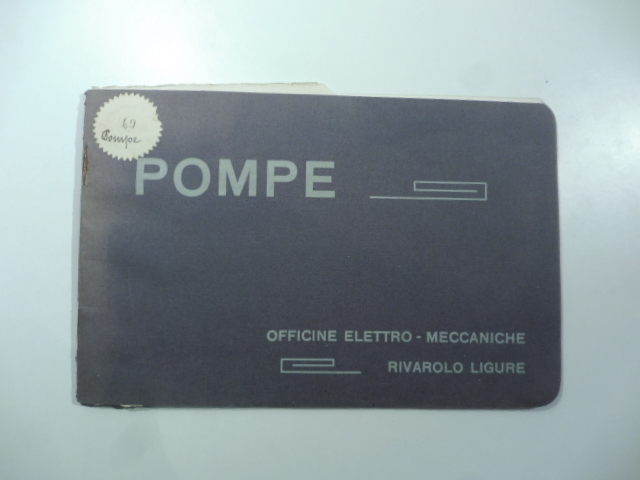 49
Pompe
POMPE
OFFICINE ELETTRO - MECCANICHE
RIVAROLO LIGURE